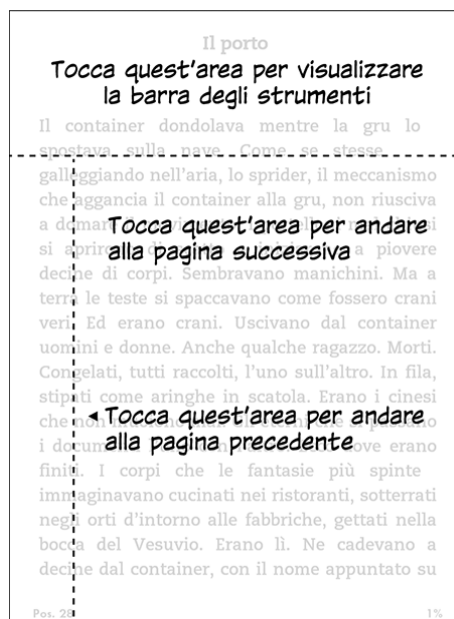 Il porto
Tocca quest'area per visualizzare
la barra degli strumenti
Il container dondolava mentre la gru lo
spostava sulla nave. Come se stesse
galleggiando nell'aria, lo sprider, il meccanismo
che aggancia il container alla gru, non riusciva
a
Tocca quest'area per andare
si aprirono a piovere
alla pagina successiva
decine di corpi. Sembravano manichini. Ma a
terra le teste si spaccavano come fossero crani
veri. Ed erano crani. Uscivano dal container
uomini e donne. Anche qualche ragazzo. Morti.
Congelati, tutti raccolti, l'uno sull'altro. In fila,
stipati come aringhe in scatola. Erano i cinesi
che non
◄ Tocca quest'area per andare
i dove erano
alla pagina precedente
finiti. I corpi che le fantasie più spinte
immaginavano cucinati nei ristoranti, sotterrati
negli orti d'intorno alle fabbriche, gettati nella
bocca del Vesuvio. Erano lì. Ne cadevano a
decine dal container, con il nome appuntato su
Pos. 28 1%